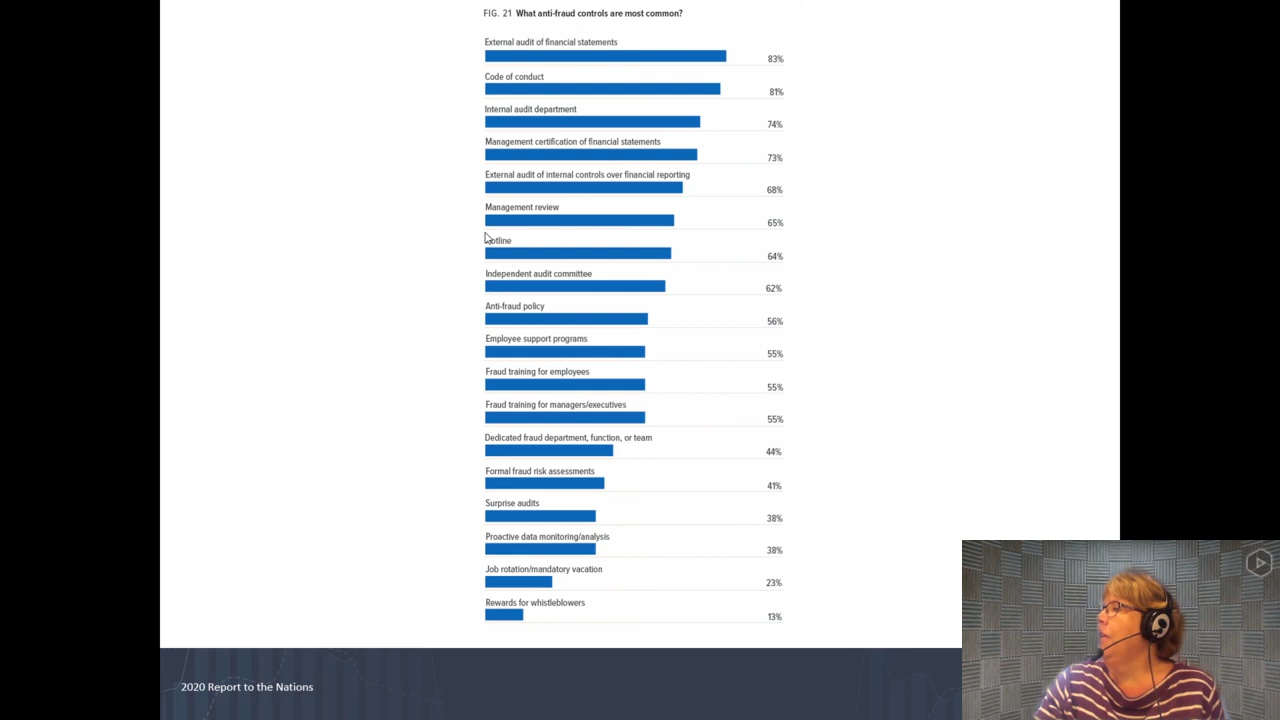 FIG. 21 What anti-fraud controls are most common?
External audit of financial statements
83%
Code of conduct
81%
Internal audit department
74%
Management certification of financial statements
73%
External audit of internal controls over financial reporting
68%
Management review
65%
otline
64%
Independent audit committee
62%
Anti-fraud policy
56%
Employee support programs
55%
Fraud training for employees
55%
Fraud training for managers/executives
55%
Dedicated fraud department, function, or team
44%
Formal fraud risk assessments
41%
Surprise audits
38%
Proactive data monitoring/analysis
38%
Job rotation/mandatory vacation
23%
Rewards for whistleblowers
13%
2020 Report to the Nations